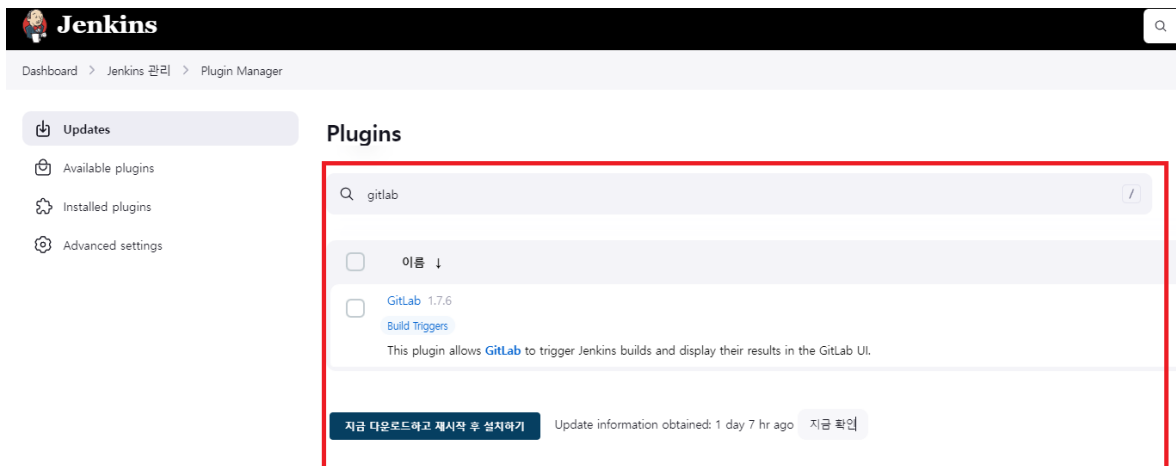 Jenkins
Dashboard > Jenkins 관리 > Plugin Manager
Updates
Available plugins
Installed plugins
Advanced settings
Plugins
gitlab /
이름 ↓
GitLab 1.7.6
Build Triggers
This plugin allows GitLab to trigger Jenkins builds and display their results in the GitLab UI.
지금 다운로드하고 재시작 후 설치하기 Update information obtained: 1 day 7 hr ago 지금 확인